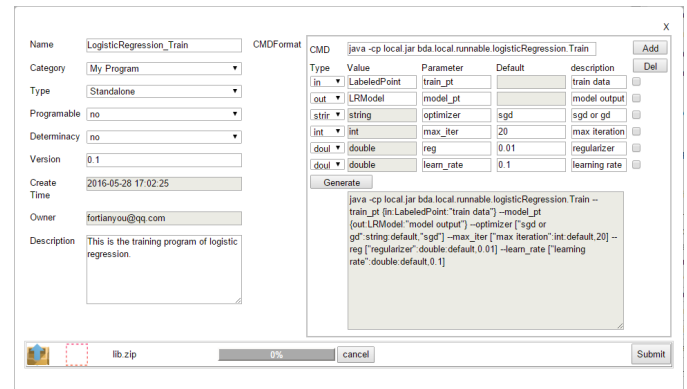 X
Name LogisticRegression_Train
Category My Program
Type Standalone
Programable no
Determinacy no
Version 0.1
Create
Time 2016-05-28 17:02:25
Owner fortianyou@qq.com
Description This is the training program of logistic
regression.
CMDFormat
CMD java -cp local.jar bda.local.runnable.logisticRegression.Train Add
Type Value Parameter Default description Del
in LabeledPoint train_pt train data
out LRModel model_pt model output
strir string optimizer sgd sgd or gd
int int max_iter 20 max iteration
doul double reg 0.01 regularizer
doul double learn_rate 0.1 learning rate
Generate
java -cp local.jar bda.local.runnable.logisticRegression.Train --
train_pt {in:LabeledPoint:"train data"} --model_pt
{out:LRModel:"model output"} --optimizer ["sgd or
gd":string:default,"sgd"] --max_iter ["max iteration":int:default,20] --
reg ["regularizer":double:default,0.01] --learn_rate ["learning
rate":double:default,0.1]
lib.zip 0% cancel Submit